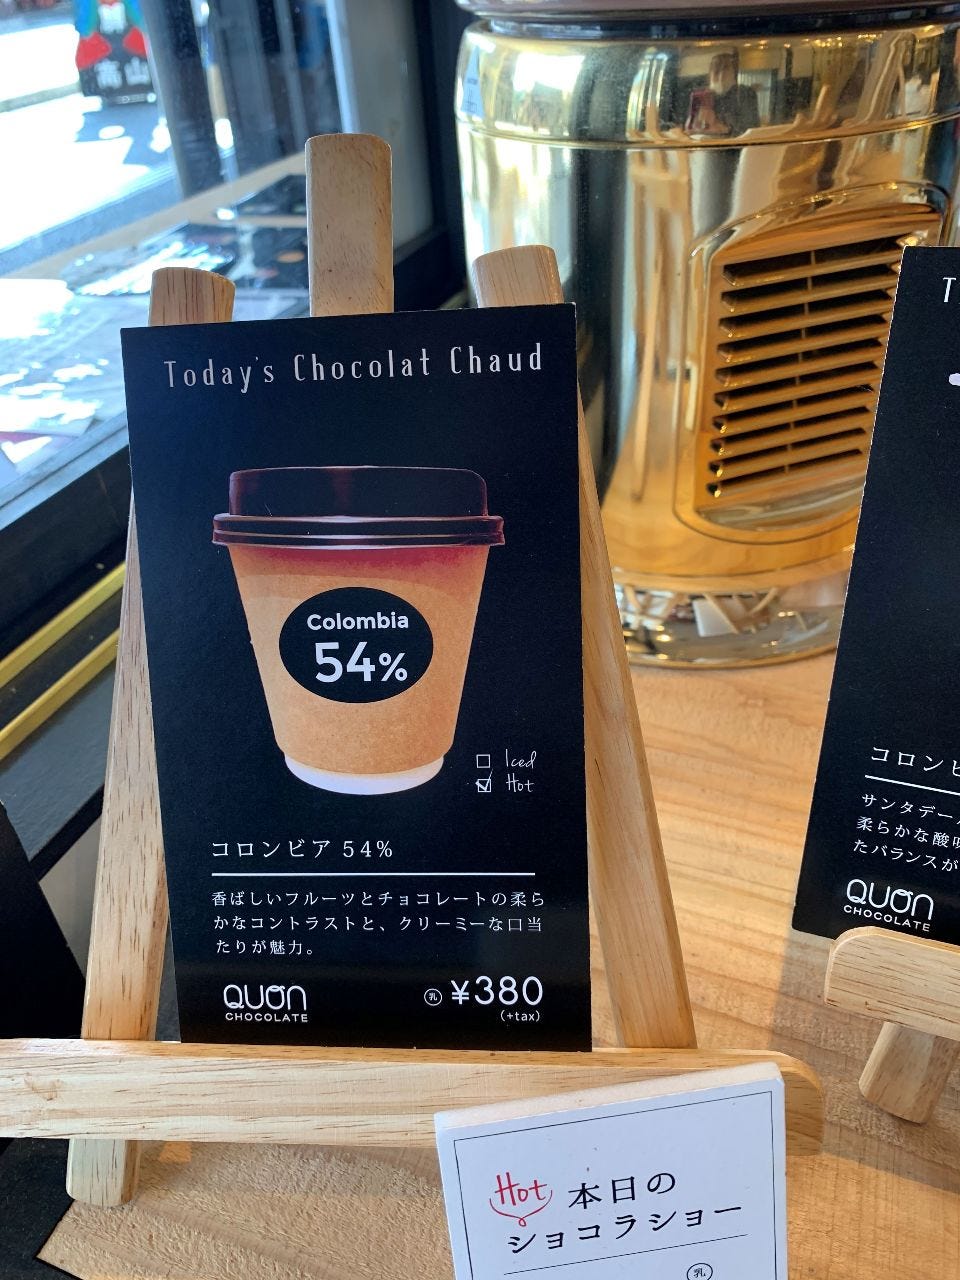 高山
Today's Chocolat Chaud
Colombia
54%
Iced
Hot
コロンビア 54%
香ばしいフルーツとチョコレートの柔ら
かなコントラストと、クリーミーな口当
たりが魅力。
QUON
CHOCOLATE
乳 ¥380
(+tax)
Hot 本日の
ショコラショー
乳
T
コロンビ
サンタデー
柔らかな酸
たバランスが
QUON
CHOCOLATE